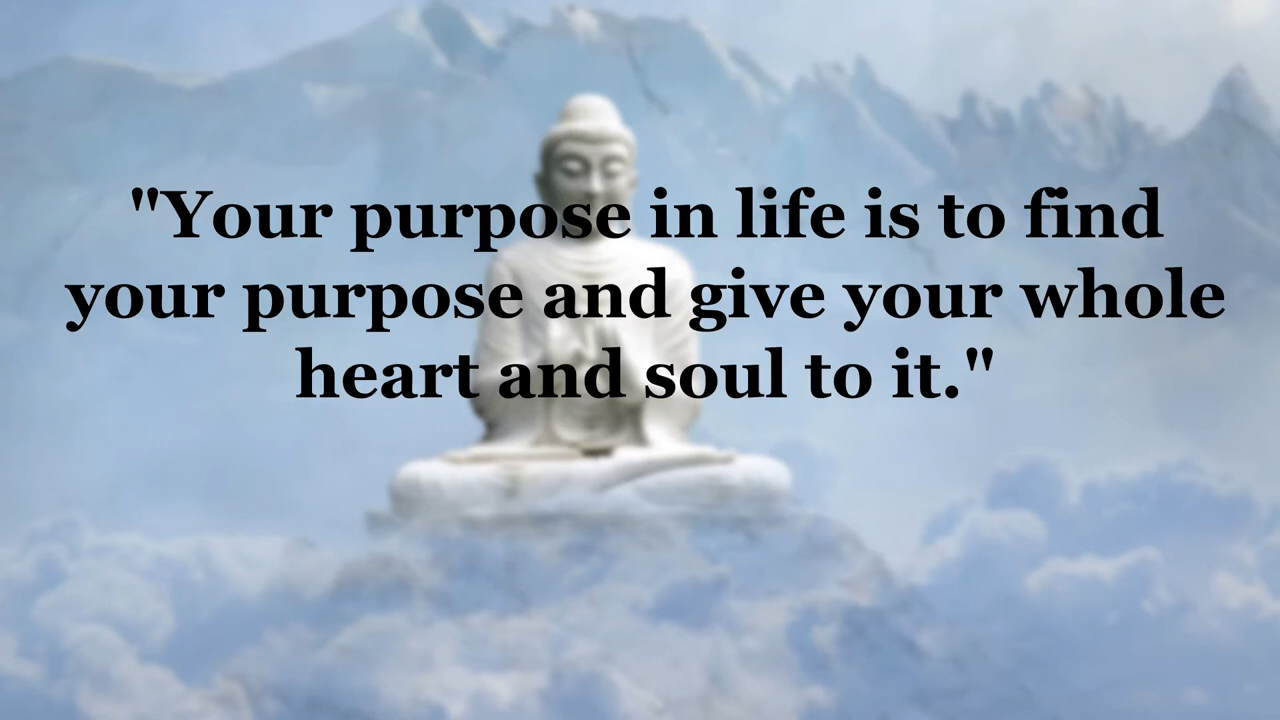 "Your purpose in life is to find
your purpose and give your whole
heart and soul to it."